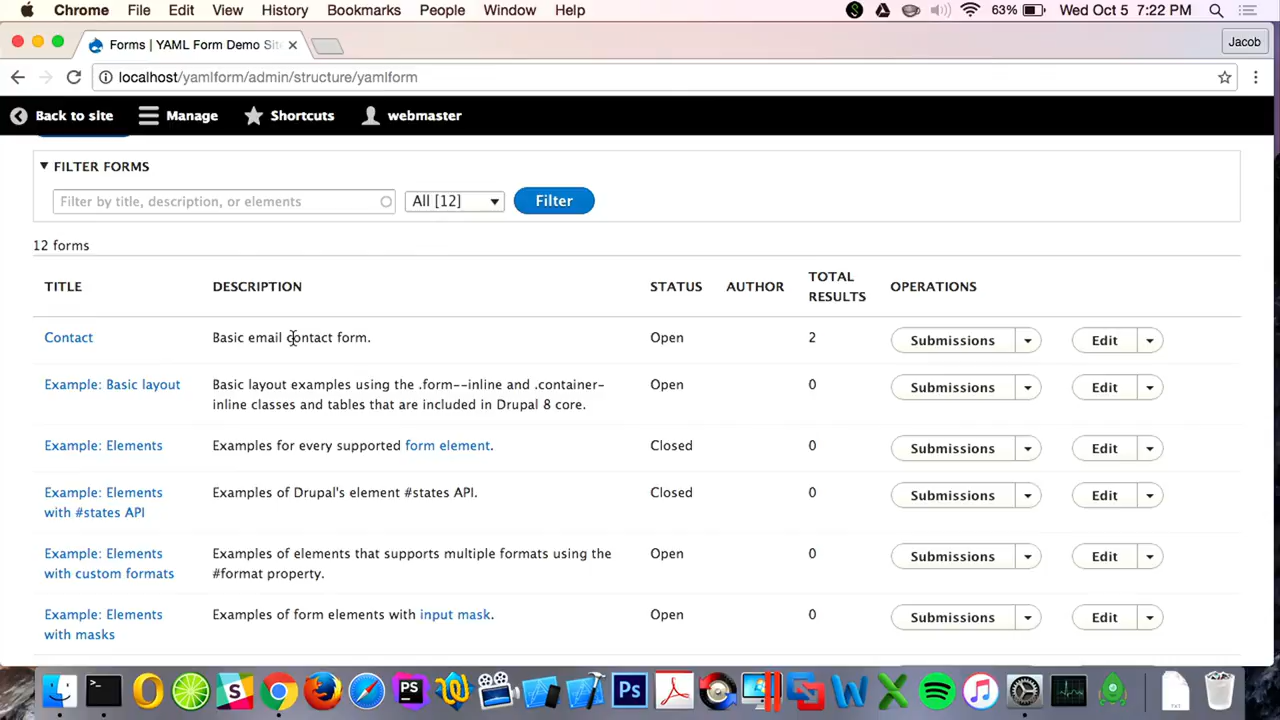 Chrome File Edit View History Bookmarks People Window Help 63% Wed Oct 5 7:22 PM
Forms | YAML Form Demo Sit
Jacob
localhost/yamlform/admin/structure/yamlform
Back to site Manage Shortcuts webmaster
FILTER FORMS
Filter by title, description, or elements All [12] Filter
12 forms
TITLE DESCRIPTION STATUS AUTHOR TOTAL RESULTS OPERATIONS
Contact Basic email contact form. Open 2 Submissions Edit
Example: Basic layout Basic layout examples using the .form--inline and .container- Open 0 Submissions Edit
inline classes and tables that are included in Drupal 8 core.
Example: Elements Examples for every supported form element. Closed 0 Submissions Edit
Example: Elements Examples of Drupal's element #states API. Closed 0 Submissions Edit
with #states API
Example: Elements Examples of elements that supports multiple formats using the Open 0 Submissions Edit
with custom formats #format property.
Example: Elements Examples of form elements with input mask. Open 0 Submissions Edit
with masks